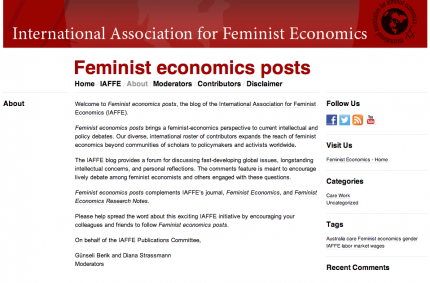 International Association for Feminist Economics
Feminist economics posts
Home IAFFE About Moderators Contributors Disclaimer
About
Welcome to Feminist economics posts, the blog of the International Association for Feminist
Economics (IAFFE).
Feminist economics posts brings a feminist-economics perspective to current intellectual and
policy debates. Our diverse, international roster of contributors expands the reach of feminist
economics beyond communities of scholars to policymakers and activists worldwide.
The IAFFE blog provides a forum for discussing fast-developing global issues, longstanding
intellectual concerns, and personal reflections. The comments feature is meant to encourage
lively debate among feminist economists and others engaged with these questions.
Feminist economics posts complements IAFFE's journal, Feminist Economics, and Feminist
Economics Research Notes.
Please help spread the word about this exciting IAFFE initiative by encouraging your
colleagues and friends to follow Feminist economics posts.
On behalf of the IAFFE Publications Committee,
Günseli Berik and Diana Strassmann
Moderators
Follow Us
Visit Us
Feminist Economics - Home
Categories
Care Work
Uncategorized
Tags
Australia care Feminist economics gender
IAFFE labor market wages
Recent Comments